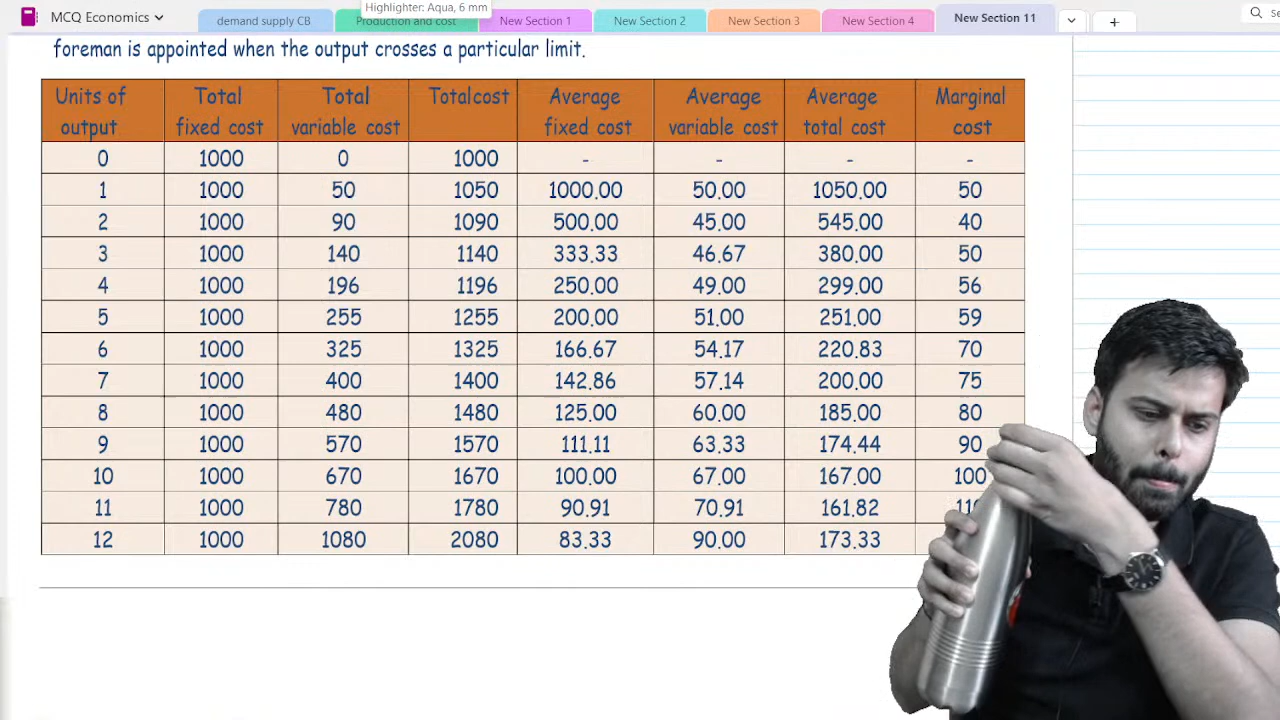 Highlighter: Aqua, 6 mm
MCQ Economics
demand supply CB
Production and cost
New Section 1
New Section 2
New Section 3
New Section 4
New Section 11
foreman is appointed when the output crosses a particular limit.
Units of output Total fixed cost Total variable cost Totalcost Average fixed cost Average variable cost Average total cost Marginal cost
0 1000 0 1000 - - - -
1 1000 50 1050 1000.00 50.00 1050.00 50
2 1000 90 1090 500.00 45.00 545.00 40
3 1000 140 1140 333.33 46.67 380.00 50
4 1000 196 1196 250.00 49.00 299.00 56
5 1000 255 1255 200.00 51.00 251.00 59
6 1000 325 1325 166.67 54.17 220.83 70
7 1000 400 1400 142.86 57.14 200.00 75
8 1000 480 1480 125.00 60.00 185.00 80
9 1000 570 1570 111.11 63.33 174.44 90
10 1000 670 1670 100.00 67.00 167.00 100
11 1000 780 1780 90.91 70.91 161.82
12 1000 1080 2080 83.33 90.00 173.33